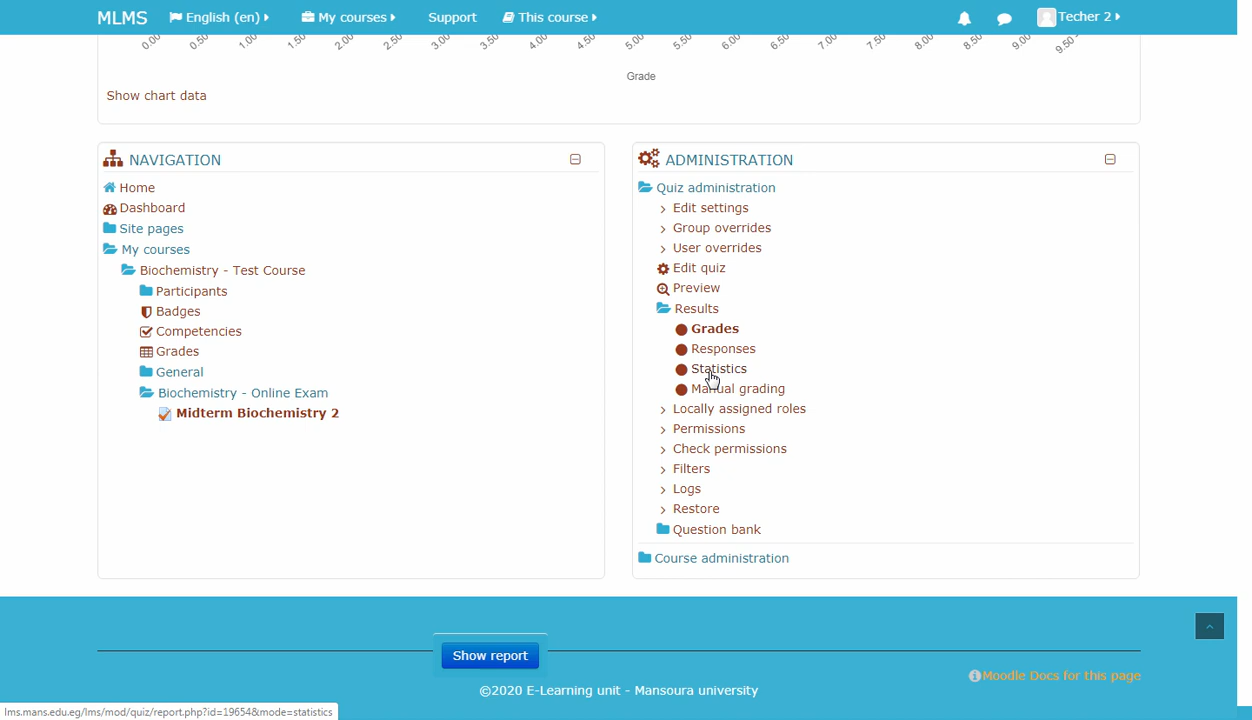 MLMS English (en) My courses Support This course Techer 2
0.00 0.50 1.00 1.50 2.00 2.50 3.00 3.50 4.00 4.50 5.00 5.50 6.00 6.50 7.00 7.50 8.00 8.50 9.00 9.50 -
Grade
Show chart data
NAVIGATION
Home
Dashboard
Site pages
My courses
Biochemistry - Test Course
Participants
Badges
Competencies
Grades
General
Biochemistry - Online Exam
Midterm Biochemistry 2
ADMINISTRATION
Quiz administration
Edit settings
Group overrides
User overrides
Edit quiz
Preview
Results
Grades
Responses
Statistics
Manual grading
Locally assigned roles
Permissions
Check permissions
Filters
Logs
Restore
Question bank
Course administration
Show report
Moodle Docs for this page
©2020 E-Learning unit - Mansoura university
lms.mans.edu.eg/lms/mod/quiz/report.php?id=19654&mode=statistics